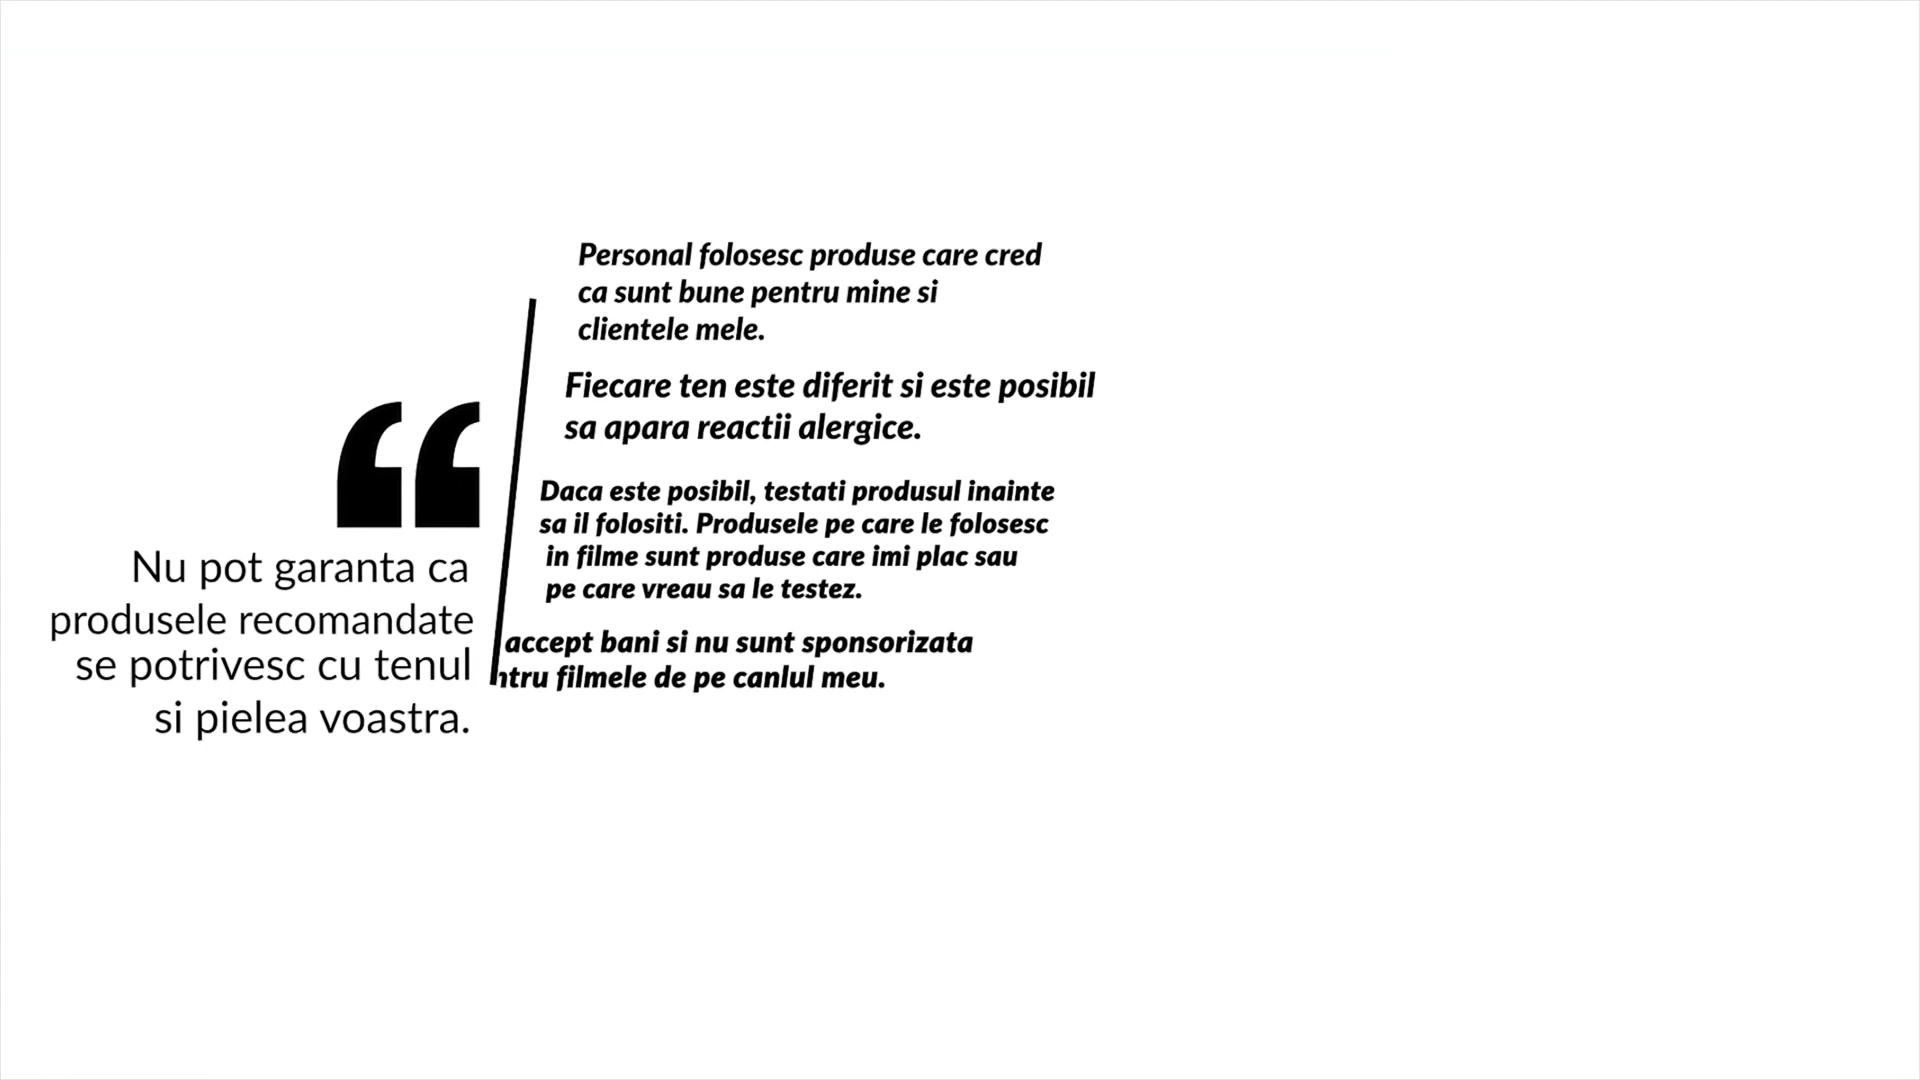 Nu pot garanta ca
produsele recomandate
se potrivesc cu tenul
si pielea voastra.
Personal folosesc produse care cred
ca sunt bune pentru mine si
clientele mele.
Fiecare ten este diferit si este posibil
sa apara reactii alergice.
Daca este posibil, testati produsul inainte
sa il folositi. Produsele pe care le folosesc
in filme sunt produse care imi plac sau
pe care vreau sa le testez.
accept bani si nu sunt sponsorizata
filmele de pe canlul meu.